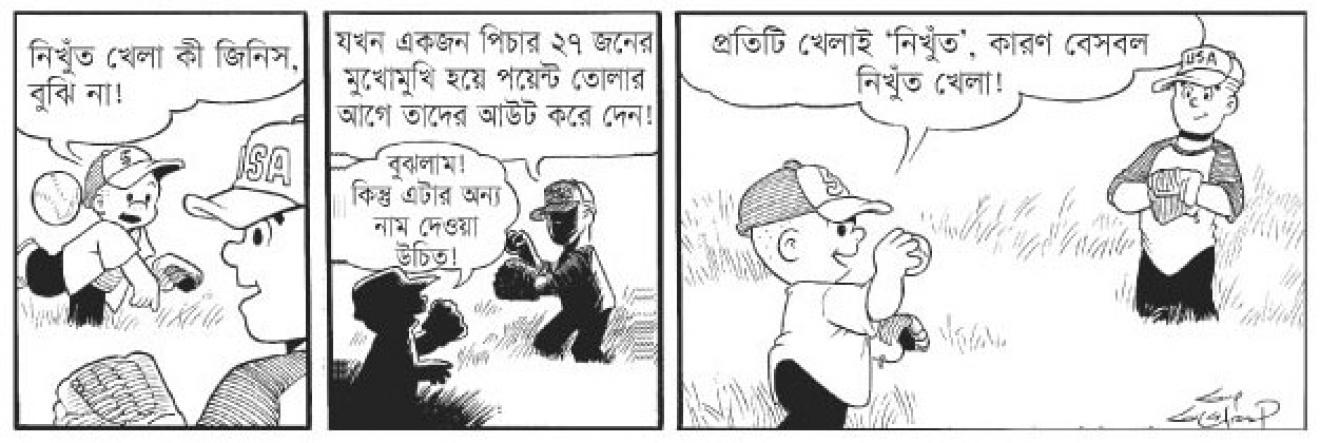 নিখুঁত খেলা কী জিনিস,
বুঝি না!
S
USA
যখন একজন পিচার ২৭ জনের
মুখোমুখি হয়ে পয়েন্ট তোলার
আগে তাদের আউট করে দেন!
বুঝলাম!
কিন্তু এটার অন্য
নাম দেওয়া
উচিত!
প্রতিটি খেলাই ‘নিখুঁত’, কারণ বেসবল
নিখুঁত খেলা!
USA
S